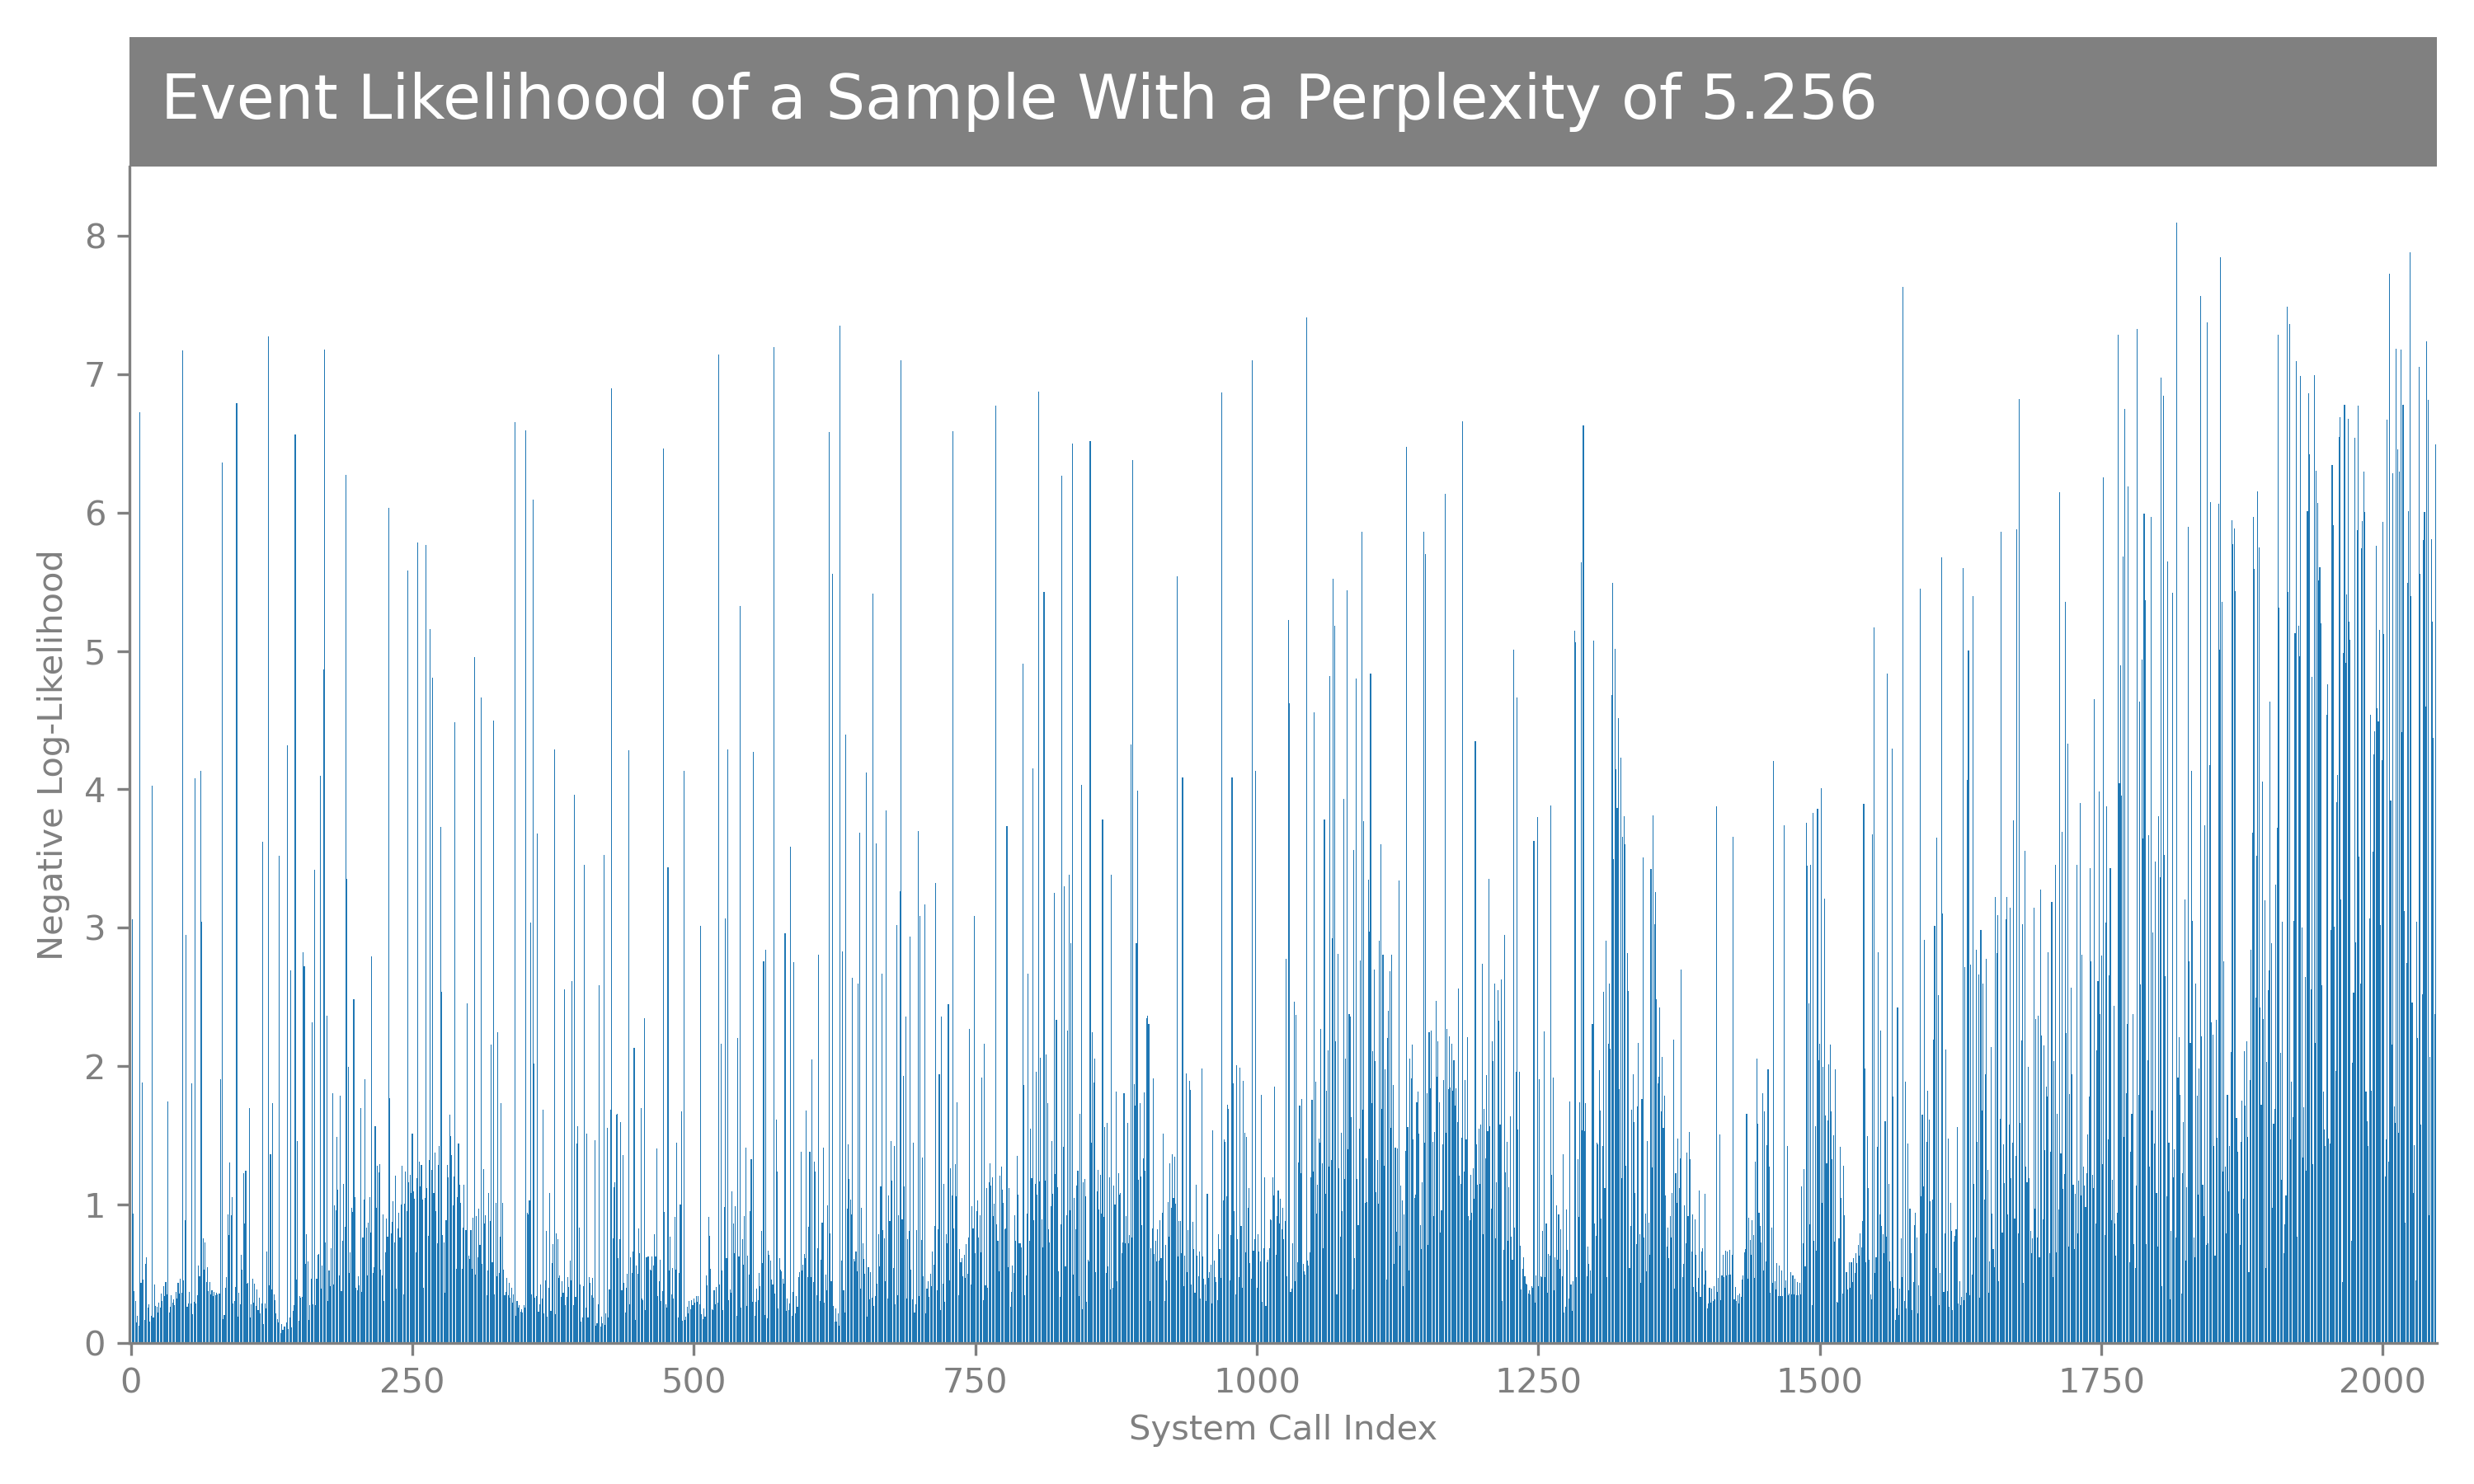 Event Likelihood of a Sample With a Perplexity of 5.256
8
7
6
5
4
3
2
1
0
Negative Log-Likelihood
0 250 500 750 1000 1250 1500 1750 2000
System Call Index